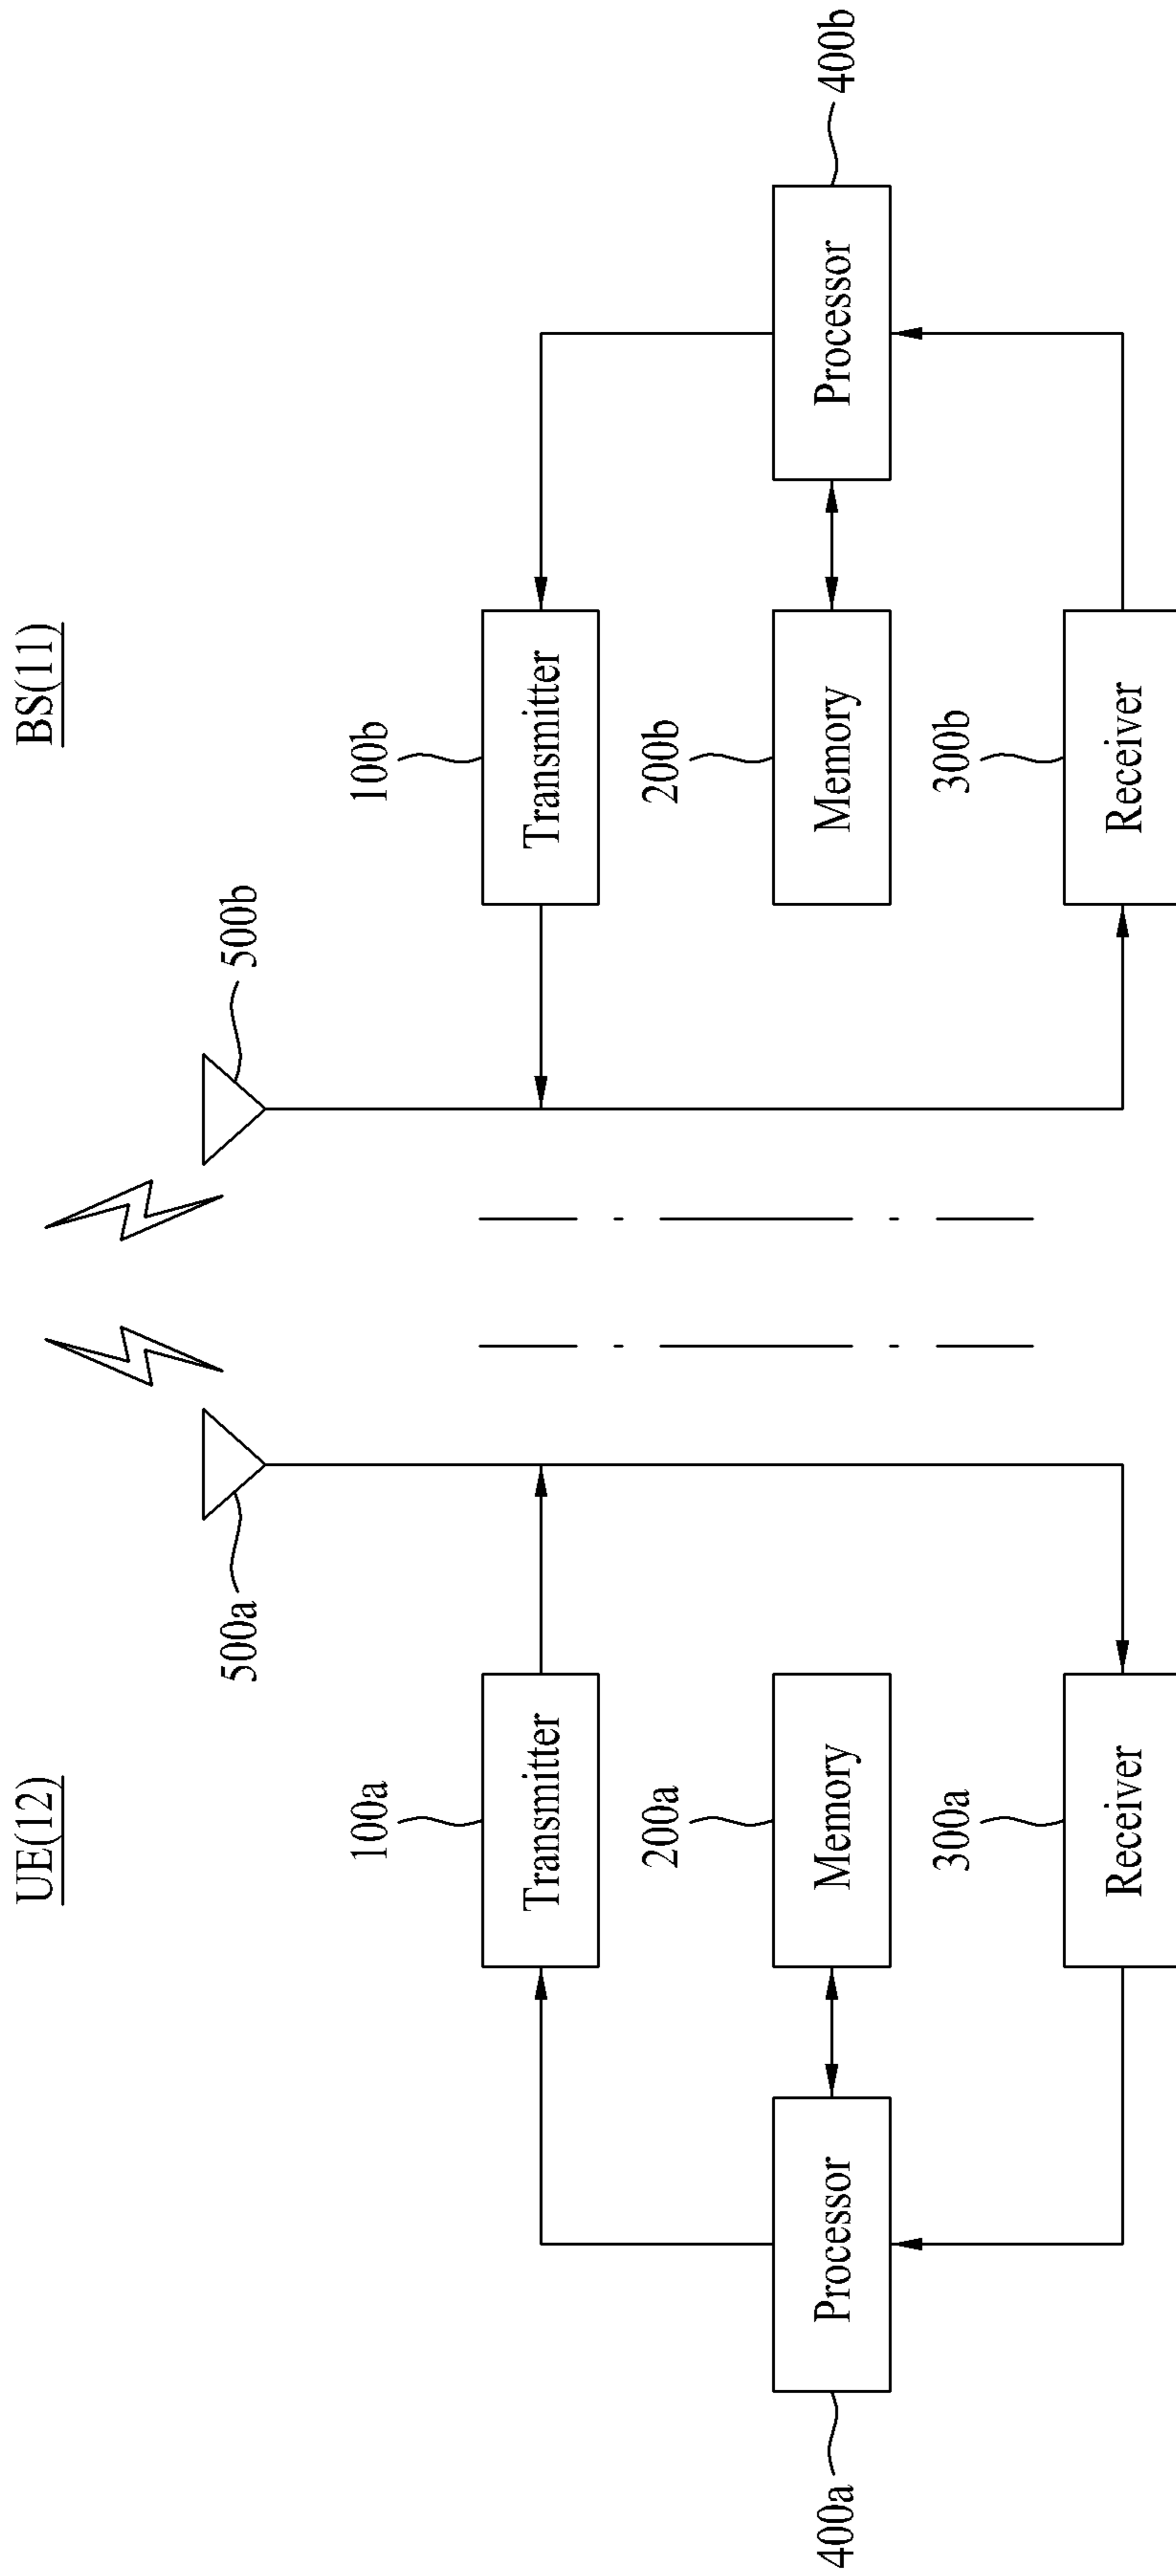 UE(12)
BS(11)
500a
500b
100a
100b
Transmitter
Transmitter
400a
200a
200b
400b
Processor
Memory
Memory
Processor
300a
300b
Receiver
Receiver